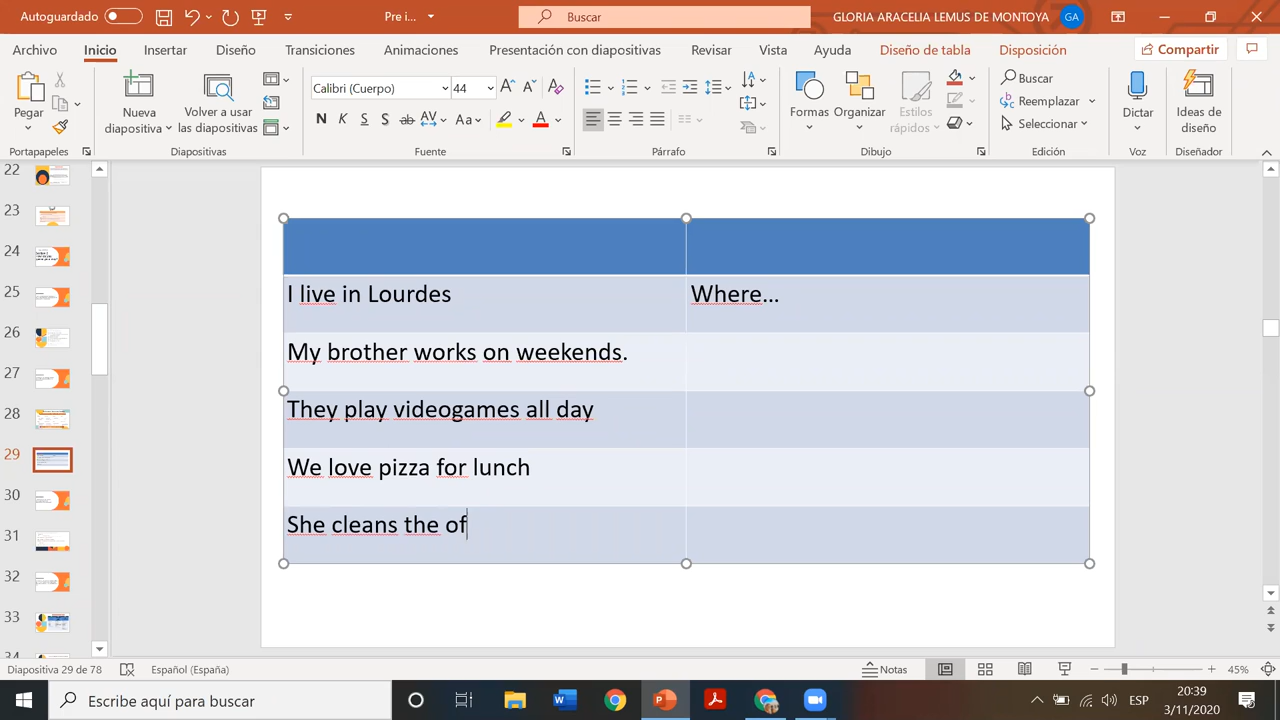 Autoguardado
Pre i...
Buscar
GLORIA ARACELIA LEMUS DE MONTOYA
GA
Archivo
Inicio
Insertar
Diseño
Transiciones
Animaciones
Presentación con diapositivas
Revisar
Vista
Ayuda
Diseño de tabla
Disposición
Compartir
Pegar
Nueva diapositiva
Volver a usar las diapositivas
Calibri (Cuerpo)
44
N K S S ab AV Aa
Formas
Organizar
Estilos rápidos
Buscar
Reemplazar
Seleccionar
Dictar
Ideas de diseño
Portapapeles
Diapositivas
Fuente
Párrafo
Dibujo
Edición
Voz
Diseñador
22
23
24
25
26
27
28
29
30
31
32
33
34
I live in Lourdes
Where...
My brother works on weekends.
They play videogames all day
We love pizza for lunch
She cleans the of
Diapositiva 29 de 78
Español (España)
Notas
45%
Escribe aquí para buscar
ESP
20:39
3/11/2020